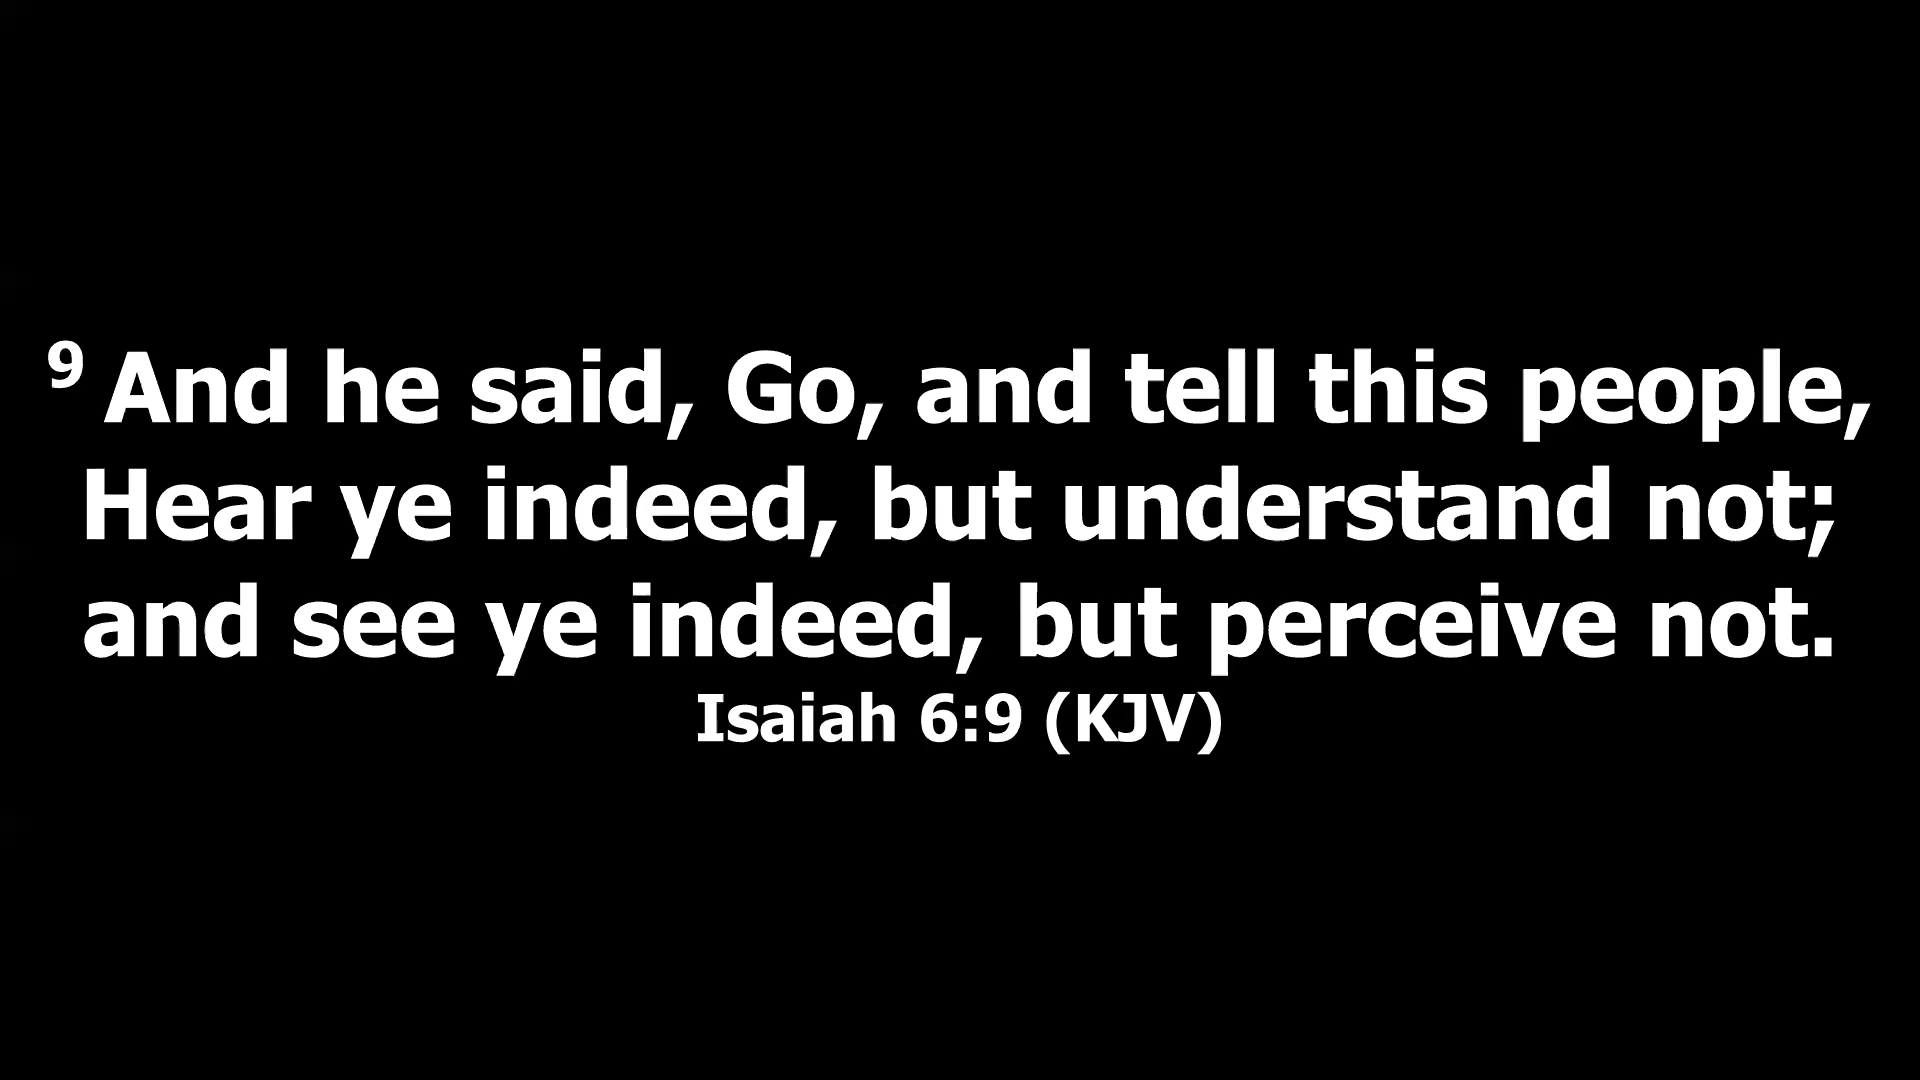 9 And he said, Go, and tell this people,
Hear ye indeed, but understand not;
and see ye indeed, but perceive not.
Isaiah 6:9 (KJV)